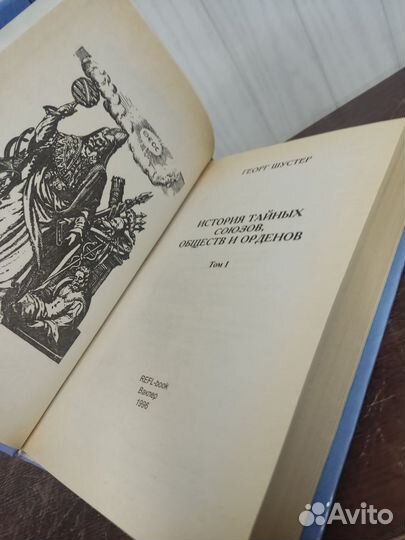 ГЕОРГ ШУСТЕР
ИСТОРИЯ ТАЙНЫХ
СОЮЗОВ,
ОБЩЕСТВ И ОРДЕНОВ
Том I
REFL-book
Ваклер
1996
Avito